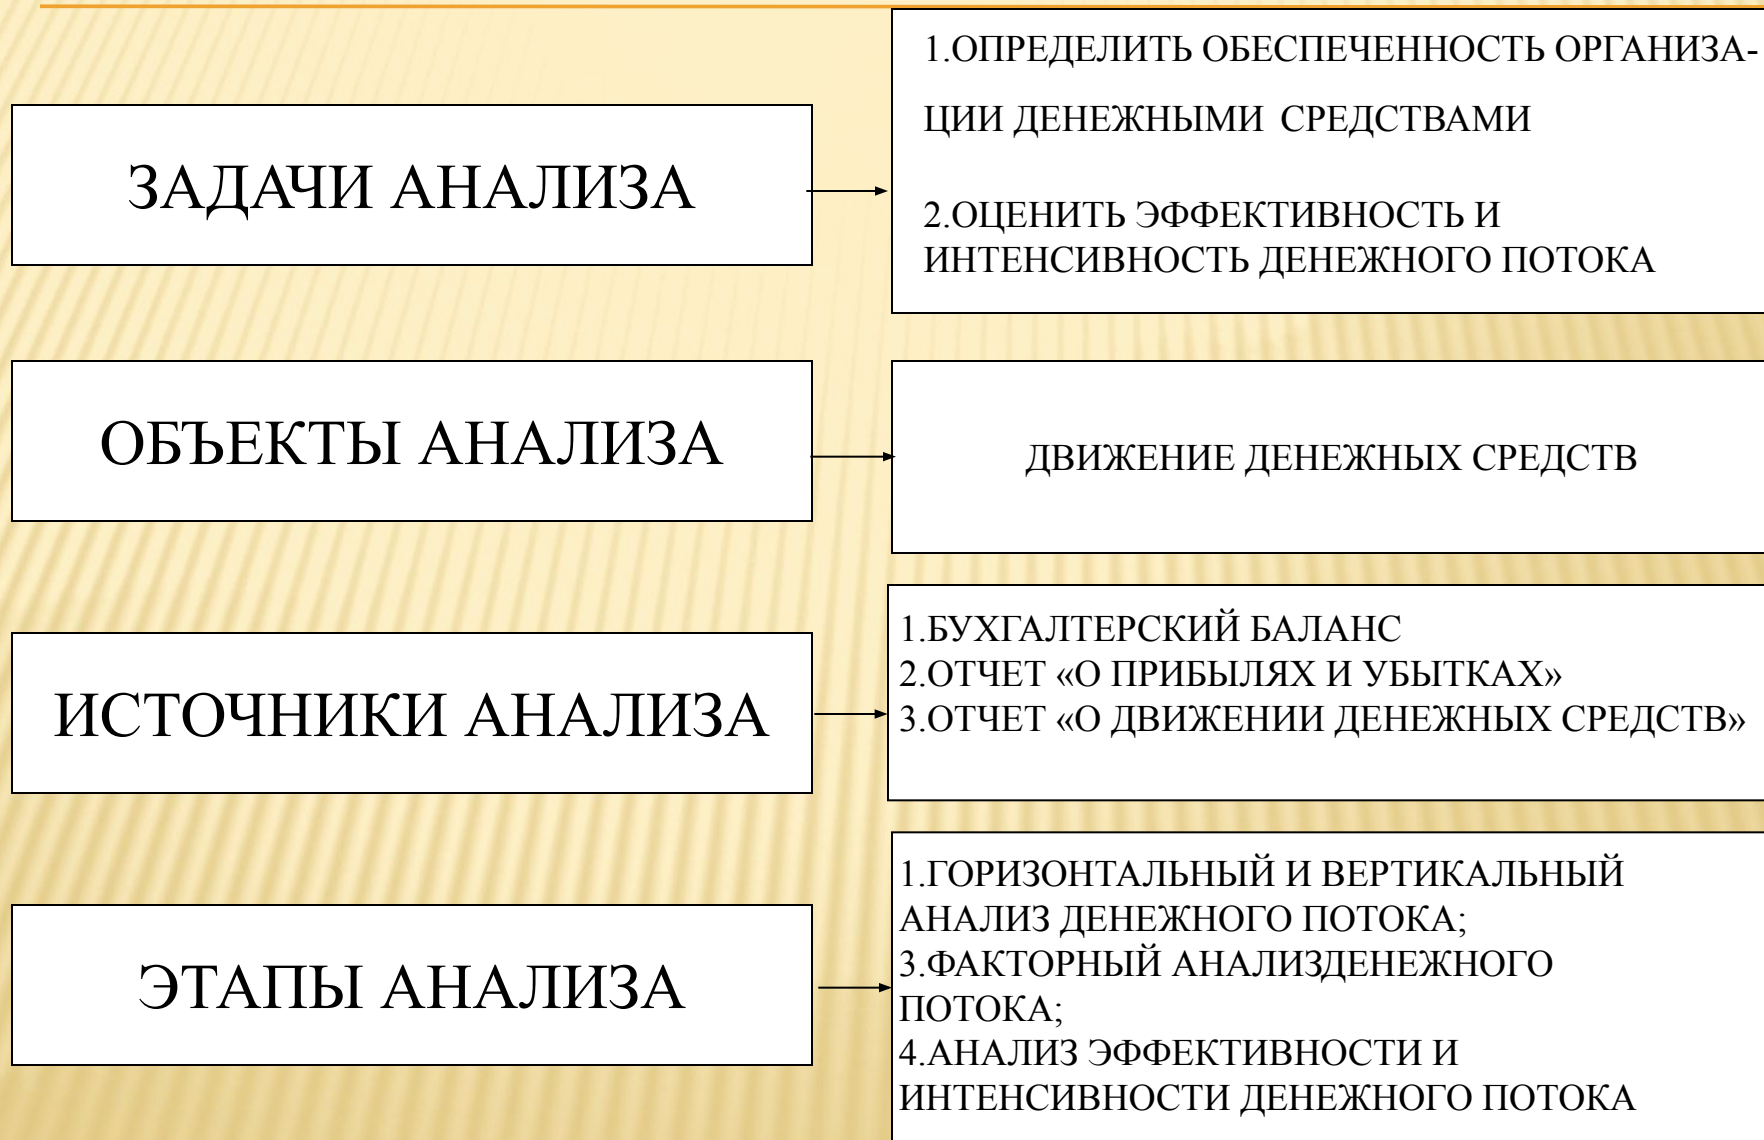 ЗАДАЧИ АНАЛИЗА
1.ОПРЕДЕЛИТЬ ОБЕСПЕЧЕННОСТЬ ОРГАНИЗА-
ЦИИ ДЕНЕЖНЫМИ СРЕДСТВАМИ
2.ОЦЕНИТЬ ЭФФЕКТИВНОСТЬ И
ИНТЕНСИВНОСТЬ ДЕНЕЖНОГО ПОТОКА
ОБЪЕКТЫ АНАЛИЗА
ДВИЖЕНИЕ ДЕНЕЖНЫХ СРЕДСТВ
ИСТОЧНИКИ АНАЛИЗА
1.БУХГАЛТЕРСКИЙ БАЛАНС
2.ОТЧЕТ «О ПРИБЫЛЯХ И УБЫТКАХ»
3.ОТЧЕТ «О ДВИЖЕНИИ ДЕНЕЖНЫХ СРЕДСТВ»
ЭТАПЫ АНАЛИЗА
1.ГОРИЗОНТАЛЬНЫЙ И ВЕРТИКАЛЬНЫЙ
АНАЛИЗ ДЕНЕЖНОГО ПОТОКА;
3.ФАКТОРНЫЙ АНАЛИЗДЕНЕЖНОГО
ПОТОКА;
4.АНАЛИЗ ЭФФЕКТИВНОСТИ И
ИНТЕНСИВНОСТИ ДЕНЕЖНОГО ПОТОКА